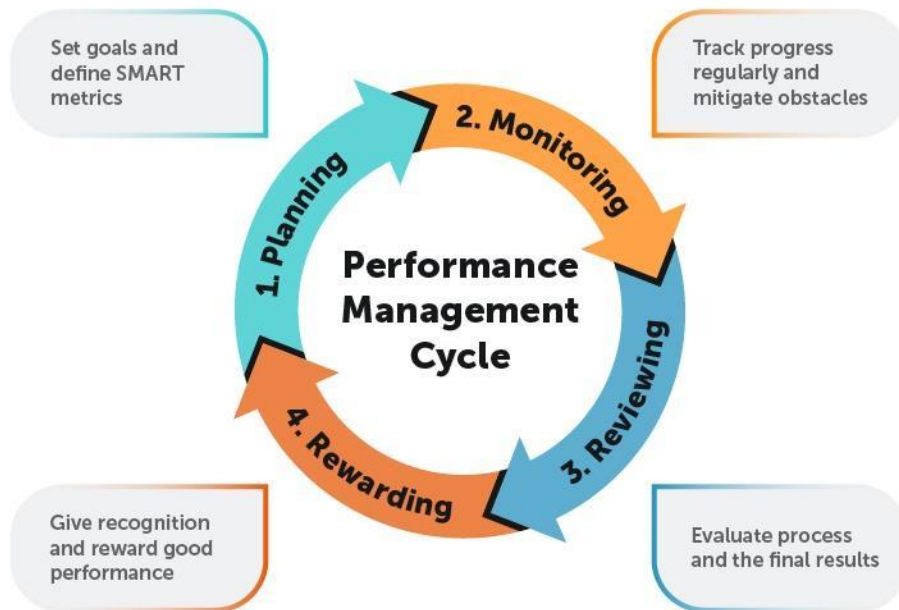 Set goals and
define SMART
metrics
Track progress
regularly and
mitigate obstacles
1. Planning
2. Monitoring
Performance
Management
Cycle
3. Reviewing
4. Rewarding
Give recognition
and reward good
performance
Evaluate process
and the final results